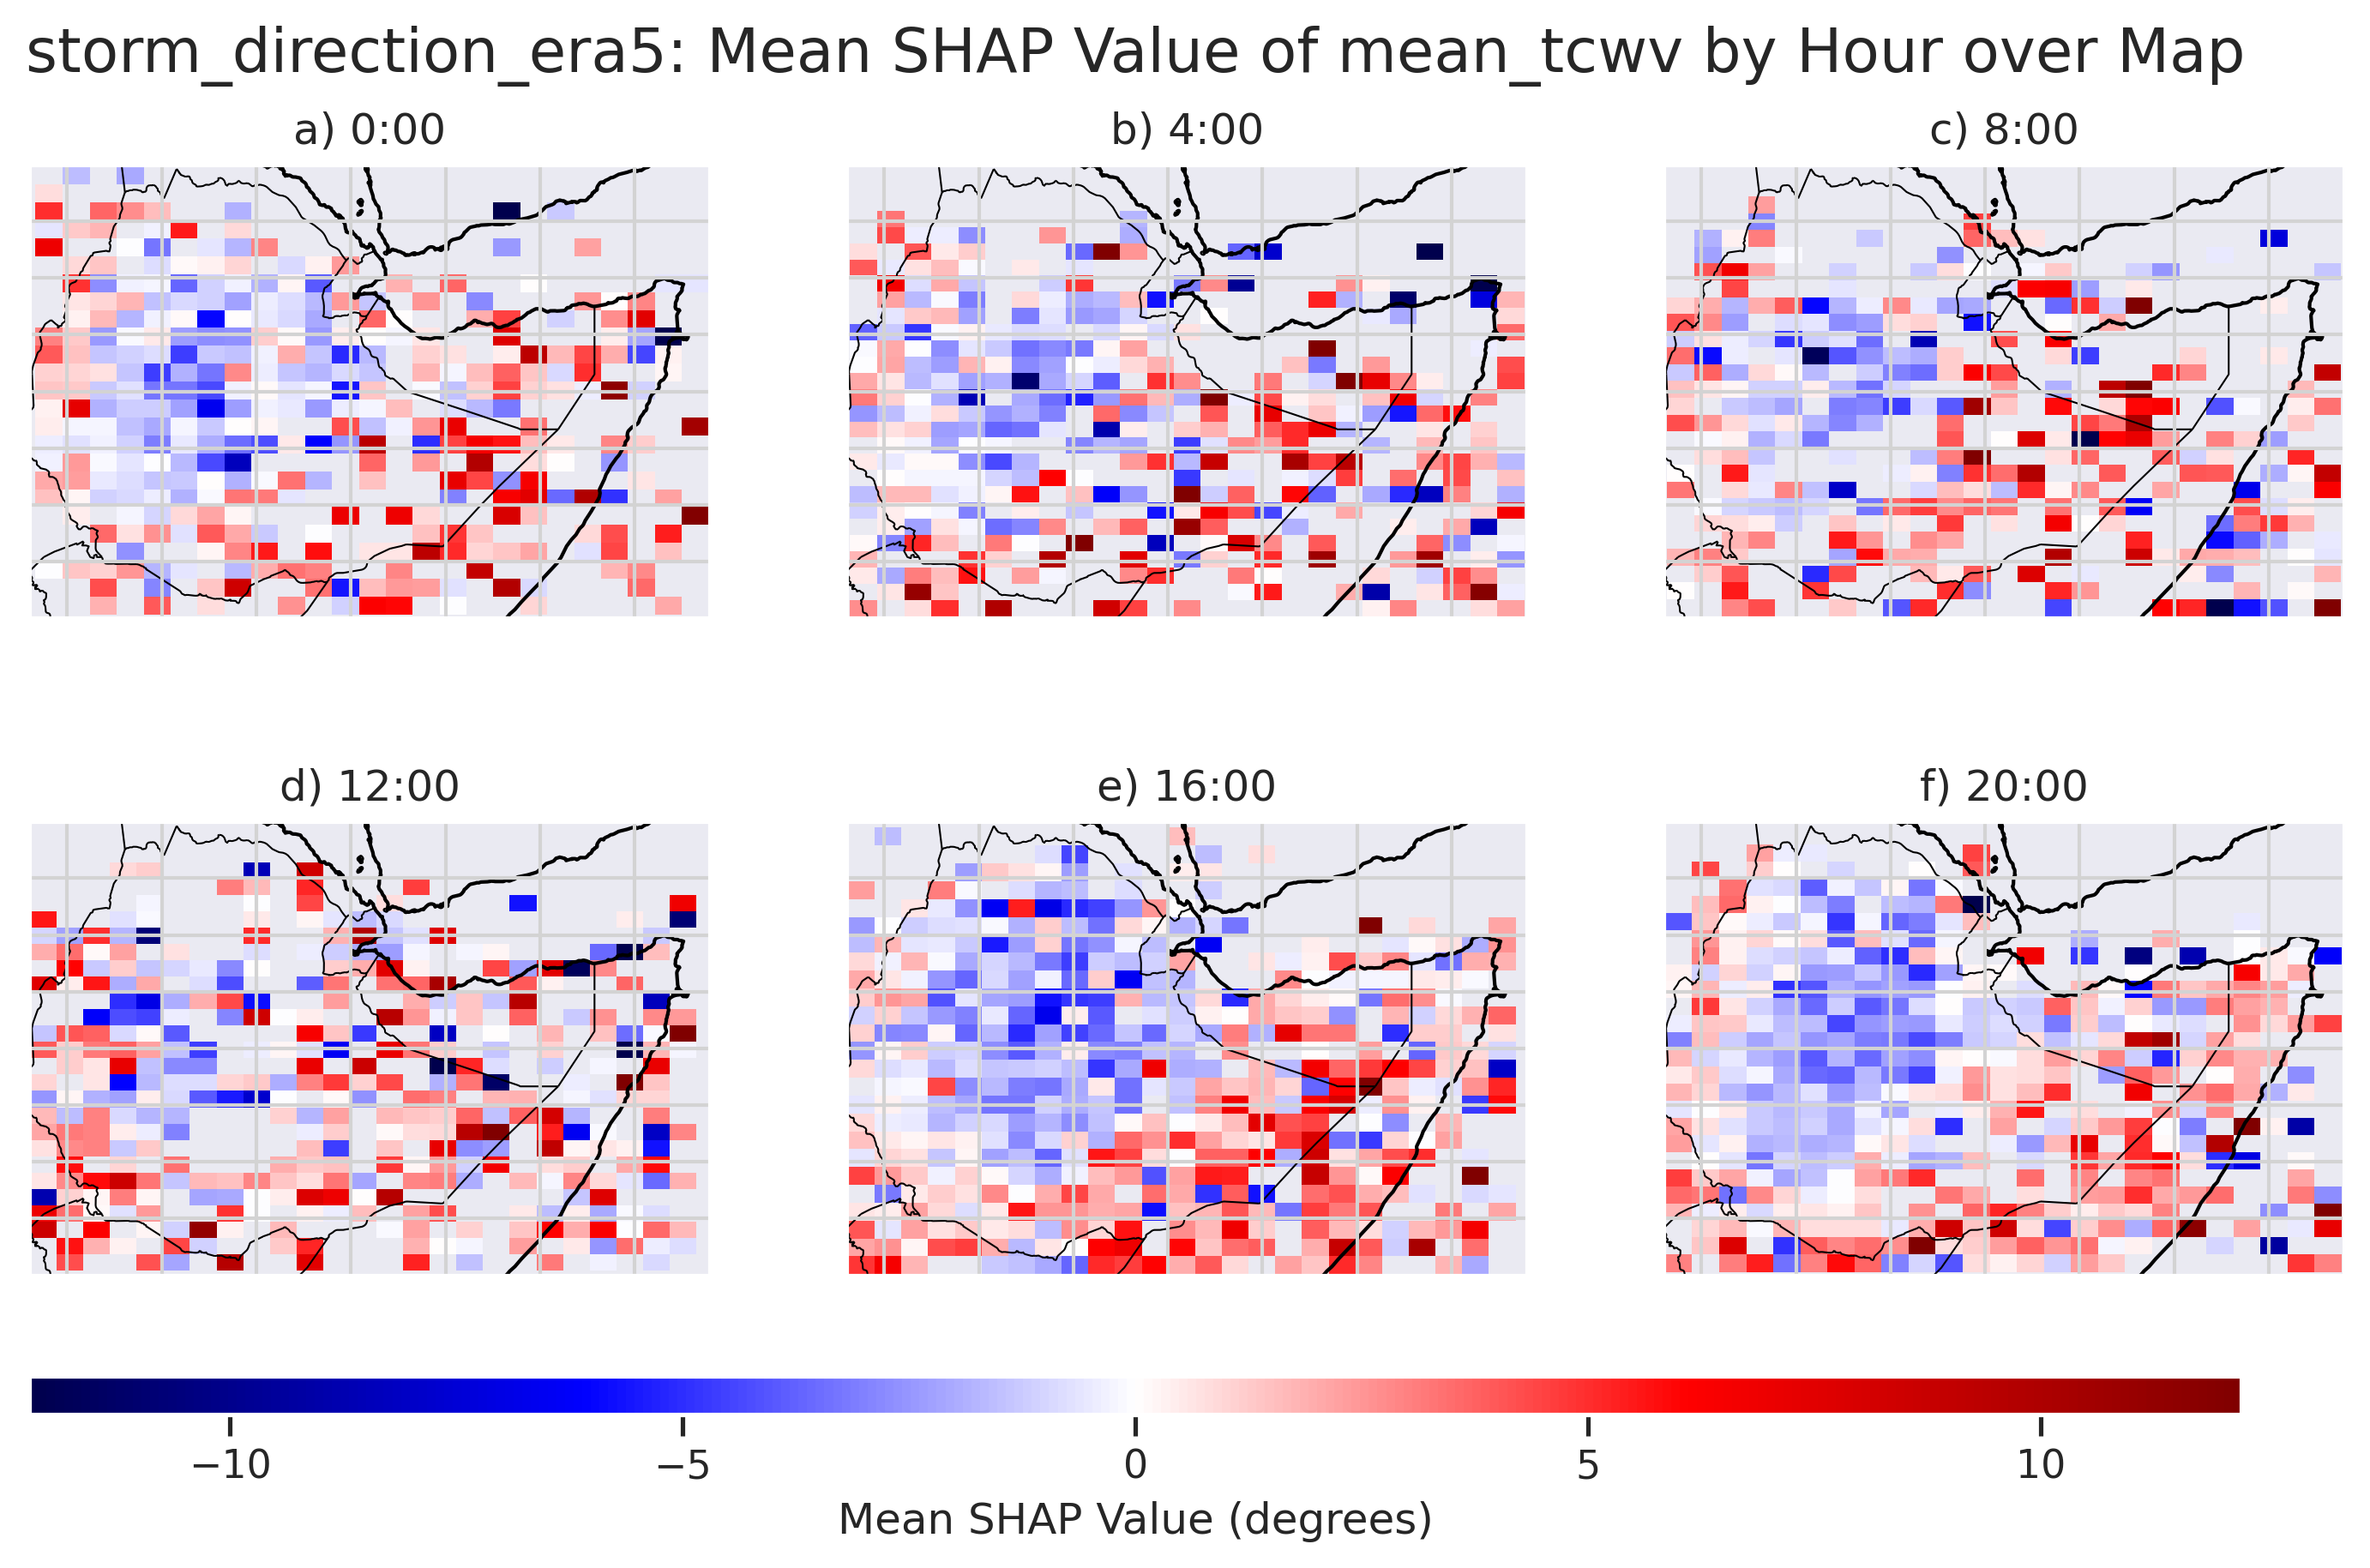 storm_direction_era5: Mean SHAP Value of mean_tcwv by Hour over Map
a) 0:00
b) 4:00
c) 8:00
d) 12:00
e) 16:00
f) 20:00
−10
−5
0
5
10
Mean SHAP Value (degrees)